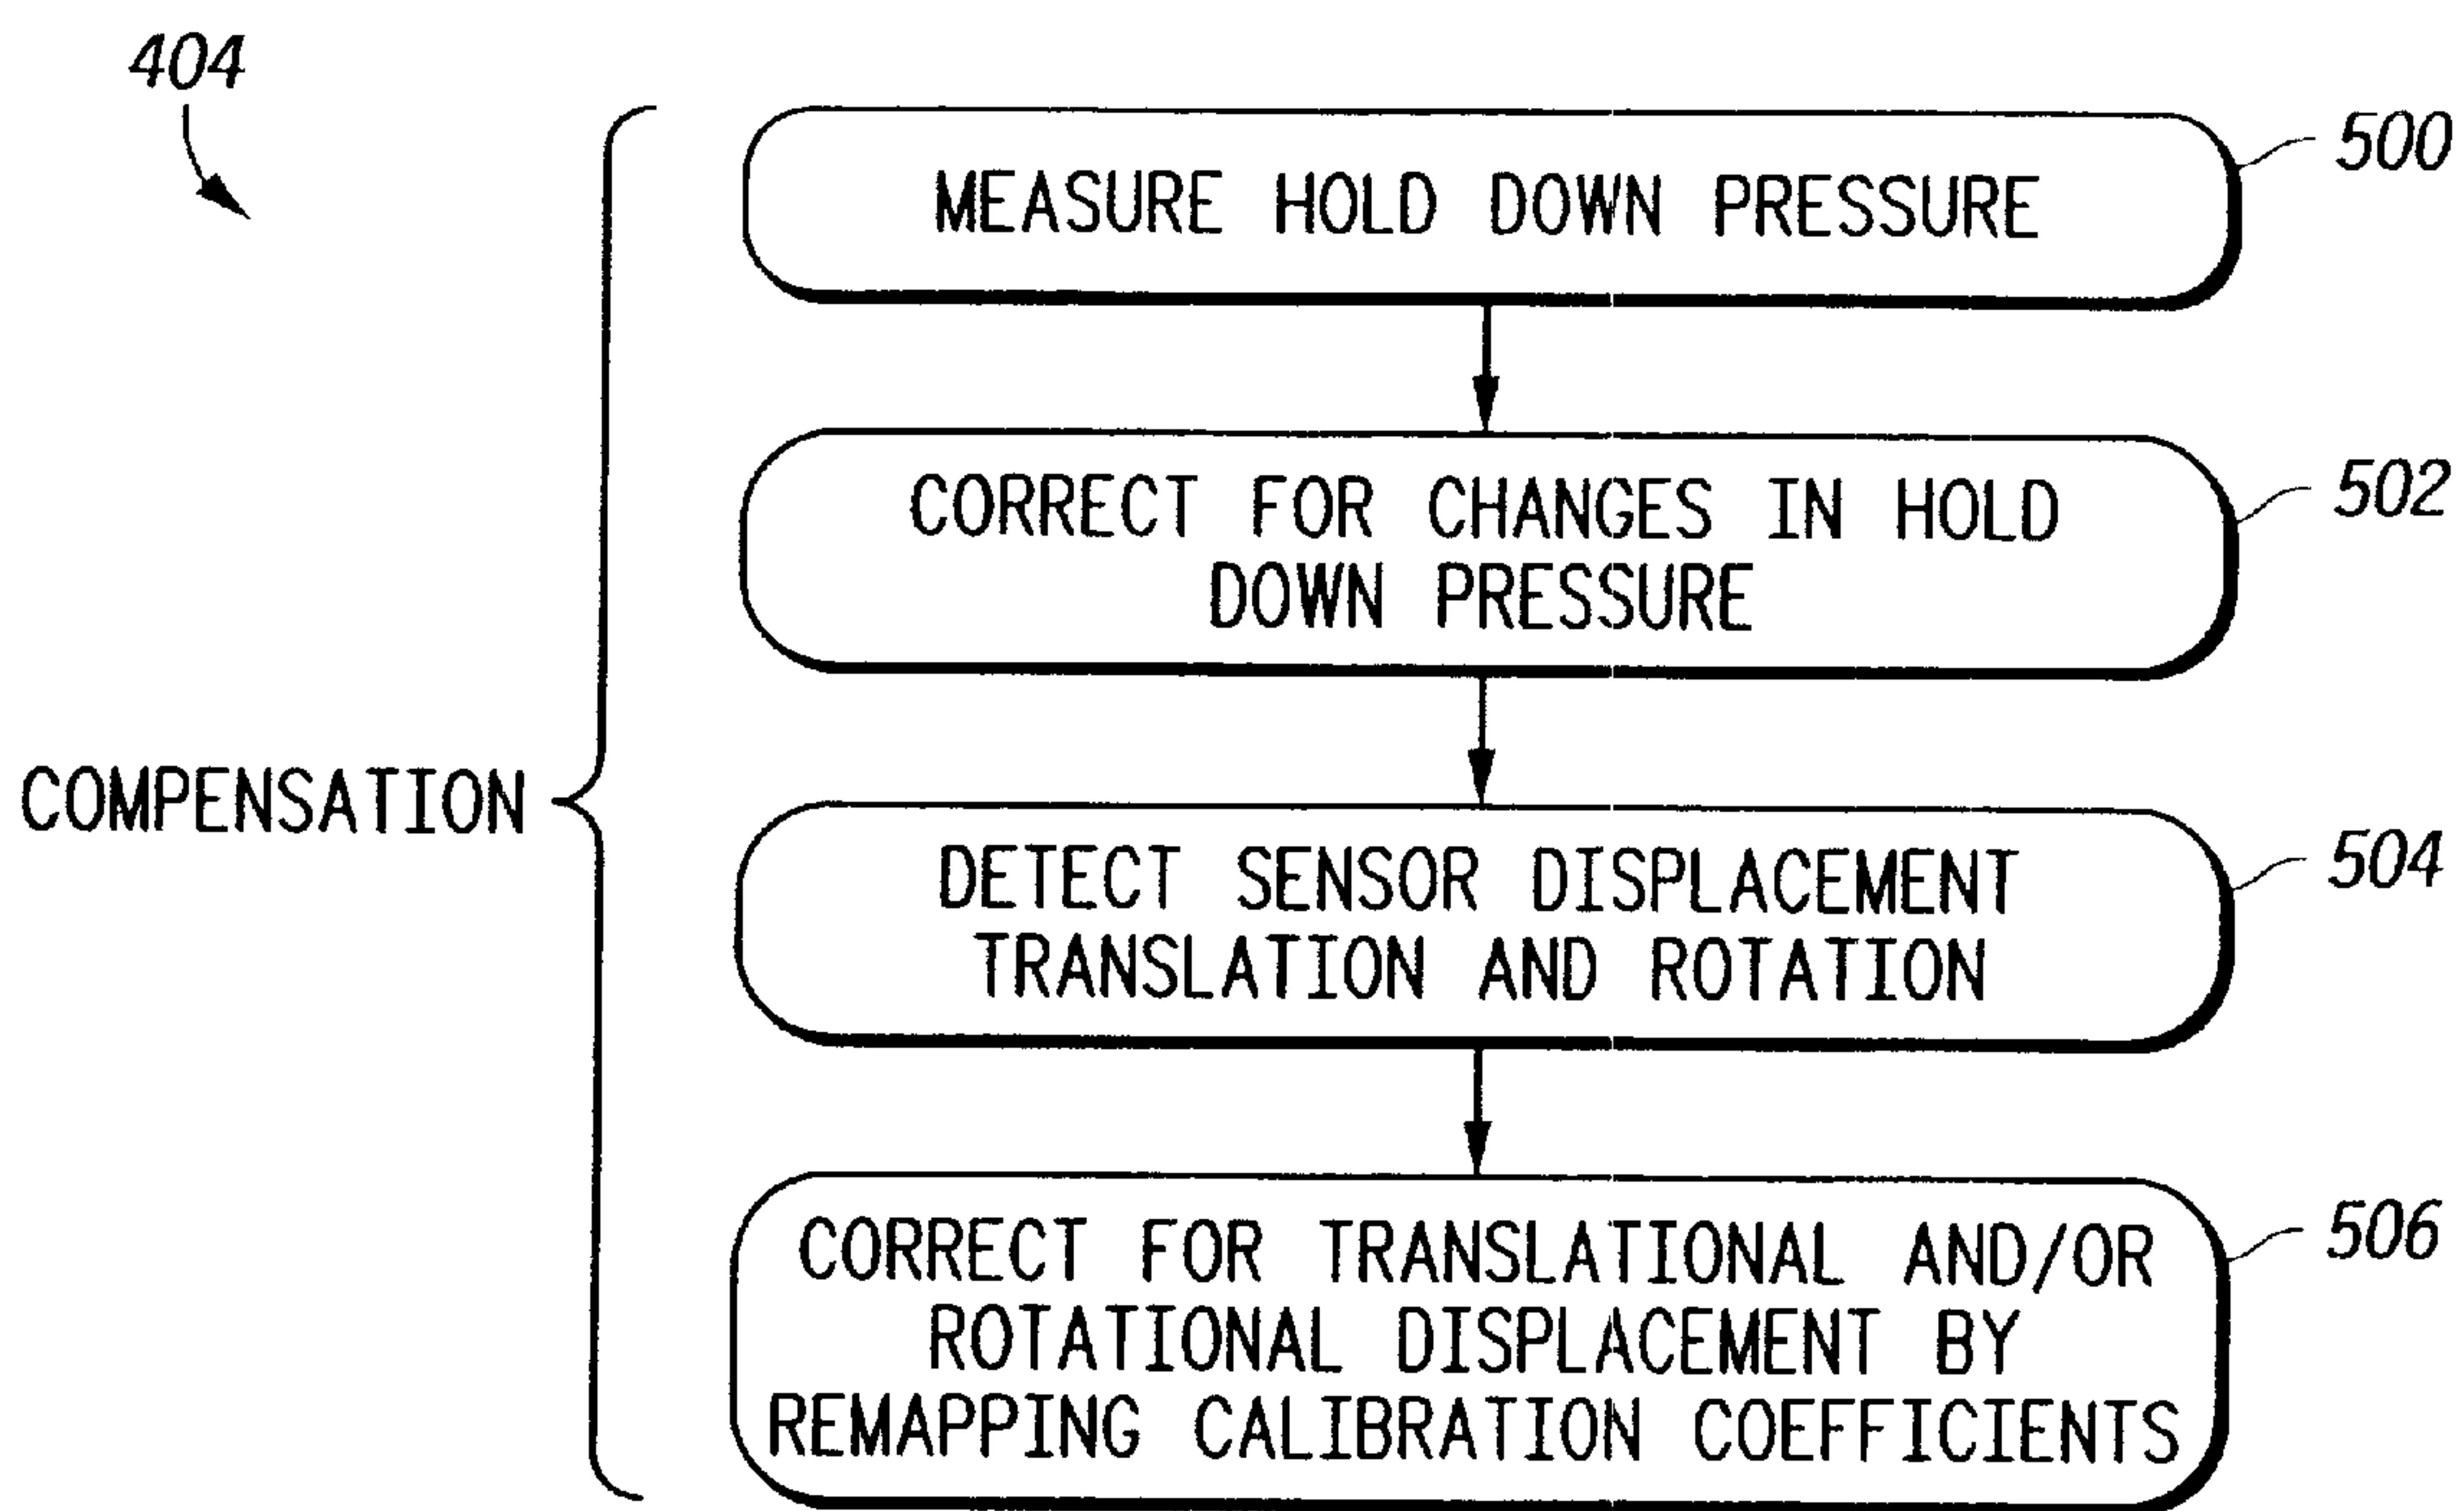 404
MEASURE HOLD DOWN PRESSURE
500
CORRECT FOR CHANGES IN HOLD
DOWN PRESSURE
502
COMPENSATION
DETECT SENSOR DISPLACEMENT
TRANSLATION AND ROTATION
504
CORRECT FOR TRANSLATIONAL AND/OR
ROTATIONAL DISPLACEMENT BY
REMAPPING CALIBRATION COEFFICIENTS
506